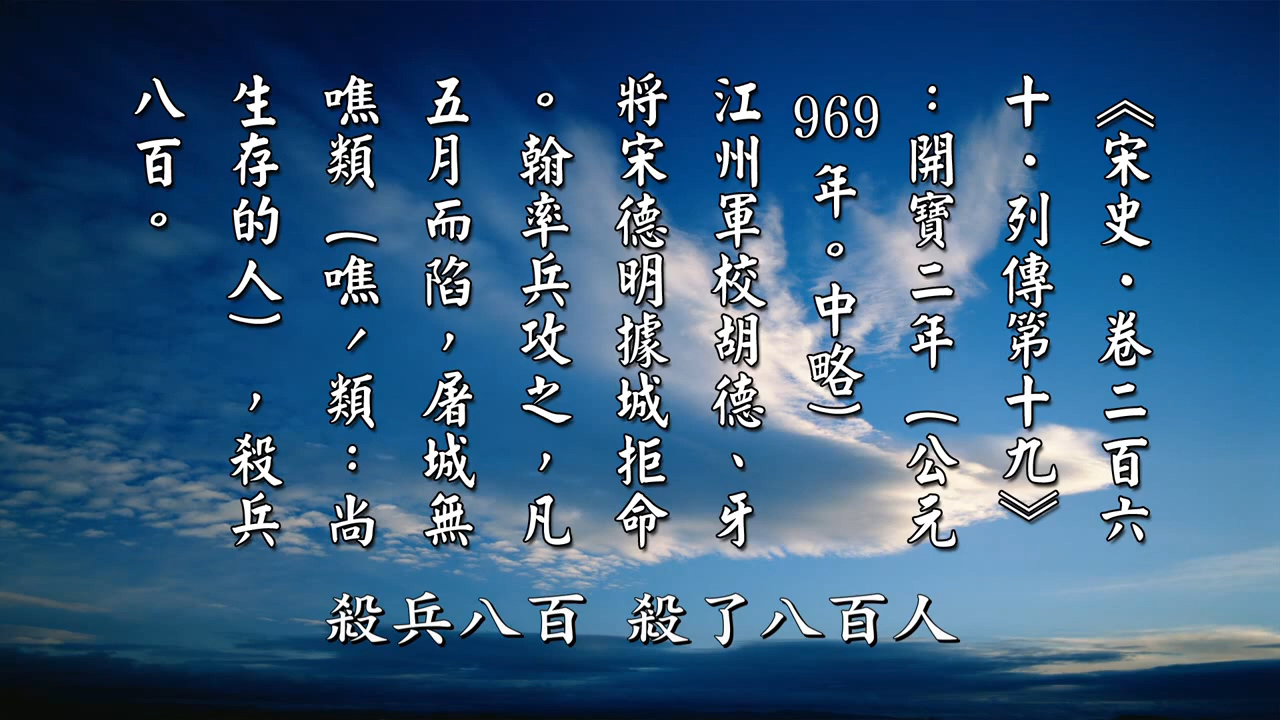 《宋史．卷二百六
十．列傳第十九》
：開寶二年（公元
969年。中略）
江州軍校胡德、牙
將宋德明據城拒命
。翰率兵攻之，凡
五月而陷，屠城無
噍類（噍ˊ類：尚
生存的人），殺兵
八百。
殺兵八百 殺了八百人